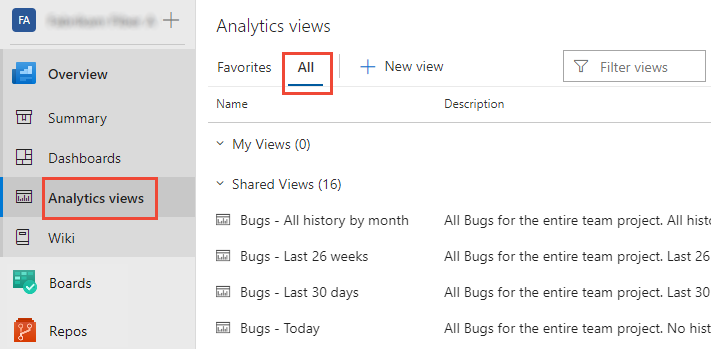 FA
Overview
Summary
Dashboards
Analytics views
Wiki
Boards
Repos
Analytics views
Favorites All + New view Filter views
Name Description
My Views (0)
Shared Views (16)
Bugs - All history by month All Bugs for the entire team project. All hist
Bugs - Last 26 weeks All Bugs for the entire team project. Last 26
Bugs - Last 30 days All Bugs for the entire team project. Last 30
Bugs - Today All Bugs for the entire team project. No hist